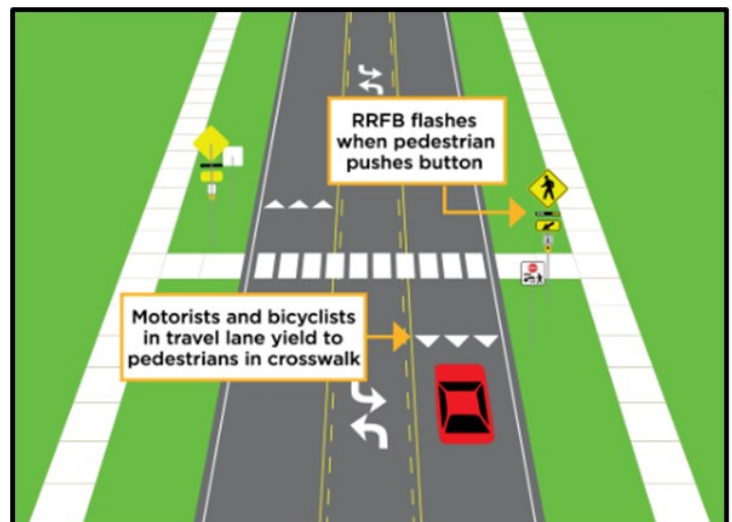 RRFB flashes
when pedestrian
pushes button
Motorists and bicyclists
in travel lane yield to
pedestrians in crosswalk